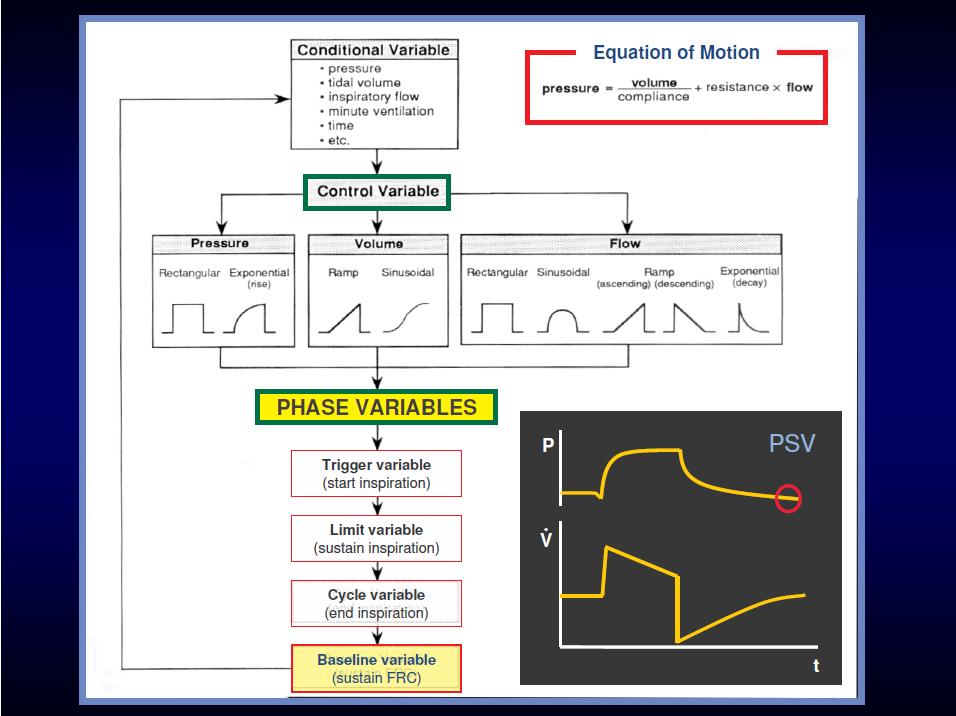 Conditional Variable
• pressure
• tidal volume
• inspiratory flow
• minute ventilation
• time
• etc.
Equation of Motion
pressure = volume / compliance + resistance × flow
Control Variable
Pressure
Rectangular Exponential
(rise)
Volume
Ramp Sinusoidal
Flow
Rectangular Sinusoidal Ramp Exponential
(ascending) (descending) (decay)
PHASE VARIABLES
Trigger variable
(start inspiration)
Limit variable
(sustain inspiration)
Cycle variable
(end inspiration)
Baseline variable
(sustain FRC)
PSV
P
V̇
t